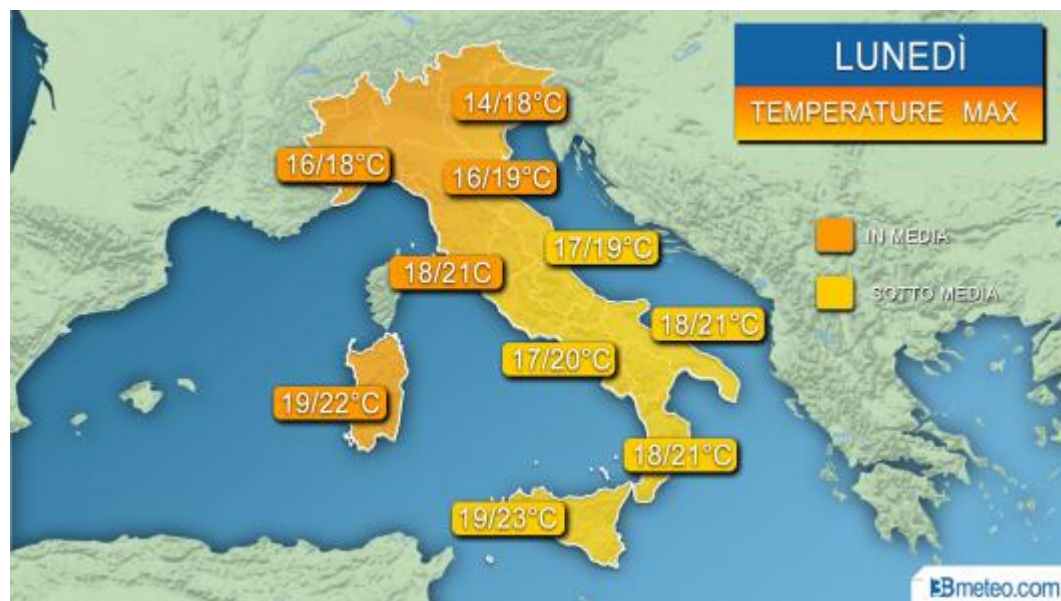 LUNEDÌ
TEMPERATURE MAX
14/18°C
16/18°C
16/19°C
17/19°C
IN MEDIA
18/21C
SOTTO MEDIA
18/21°C
17/20°C
19/22°C
18/21°C
19/23°C
3Bmeteo.com